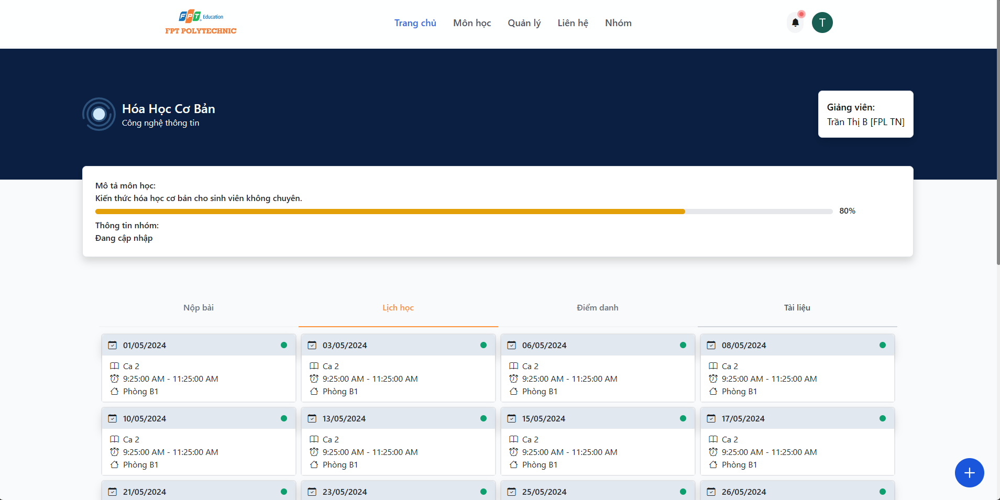 FPT Education
FPT POLYTECHNIC
Trang chủ
Môn học
Quản lý
Liên hệ
Nhóm
T
Hóa Học Cơ Bản
Công nghệ thông tin
Giảng viên:
Trần Thị B [FPL TN]
Mô tả môn học:
Kiến thức hóa học cơ bản cho sinh viên không chuyên.
80%
Thông tin nhóm:
Đang cập nhập
Nộp bài
Lịch học
Điểm danh
Tài liệu
01/05/2024
Ca 2
9:25:00 AM - 11:25:00 AM
Phòng B1
03/05/2024
Ca 2
9:25:00 AM - 11:25:00 AM
Phòng B1
06/05/2024
Ca 2
9:25:00 AM - 11:25:00 AM
Phòng B1
08/05/2024
Ca 2
9:25:00 AM - 11:25:00 AM
Phòng B1
10/05/2024
Ca 2
9:25:00 AM - 11:25:00 AM
Phòng B1
13/05/2024
Ca 2
9:25:00 AM - 11:25:00 AM
Phòng B1
15/05/2024
Ca 2
9:25:00 AM - 11:25:00 AM
Phòng B1
17/05/2024
Ca 2
9:25:00 AM - 11:25:00 AM
Phòng B1
21/05/2024
23/05/2024
25/05/2024
26/05/2024